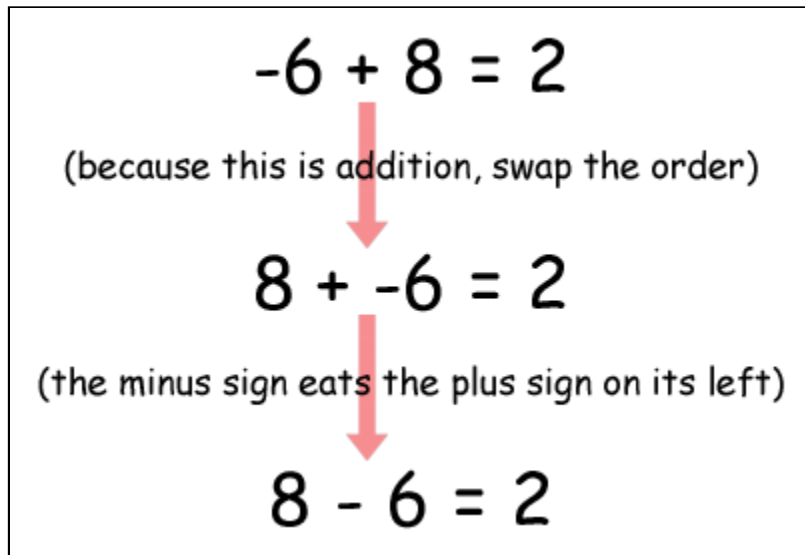 -6 + 8 = 2
(because this is addition, swap the order)
8 + -6 = 2
(the minus sign eats the plus sign on its left)
8 - 6 = 2